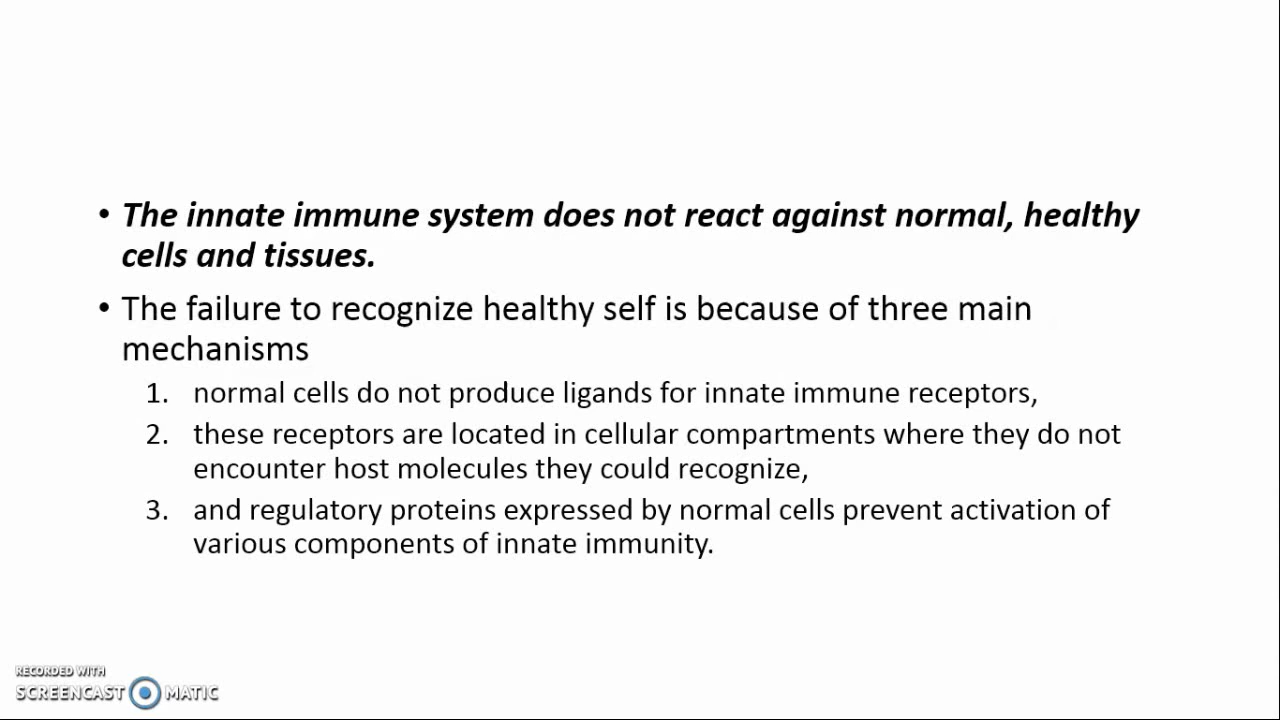 • The innate immune system does not react against normal, healthy
cells and tissues.
• The failure to recognize healthy self is because of three main
mechanisms
1. normal cells do not produce ligands for innate immune receptors,
2. these receptors are located in cellular compartments where they do not
encounter host molecules they could recognize,
3. and regulatory proteins expressed by normal cells prevent activation of
various components of innate immunity.
RECORDED WITH
SCREENCAST MATIC